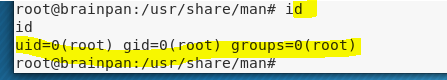 root@brainpan:/usr/share/man# id
id
uid=0(root) gid=0(root) groups=0(root)
root@brainpan:/usr/share/man#